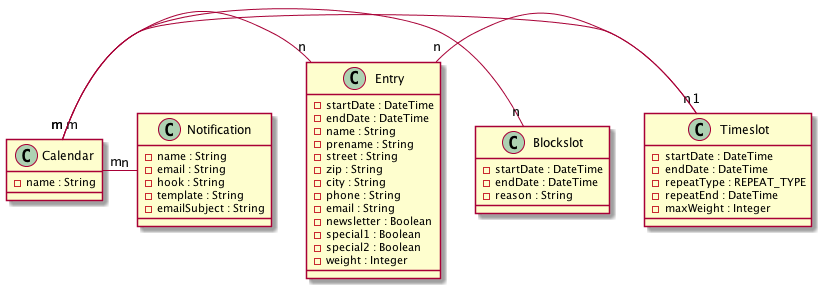 n
n
m
m
n
n
1
m
n
C Calendar
name : String
C Notification
name : String
email : String
hook : String
template : String
emailSubject : String
C Entry
startDate : DateTime
endDate : DateTime
name : String
prename : String
street : String
zip : String
city : String
phone : String
email : String
newsletter : Boolean
special1 : Boolean
special2 : Boolean
weight : Integer
C Blockslot
startDate : DateTime
endDate : DateTime
reason : String
C Timeslot
startDate : DateTime
endDate : DateTime
repeatType : REPEAT_TYPE
repeatEnd : DateTime
maxWeight : Integer